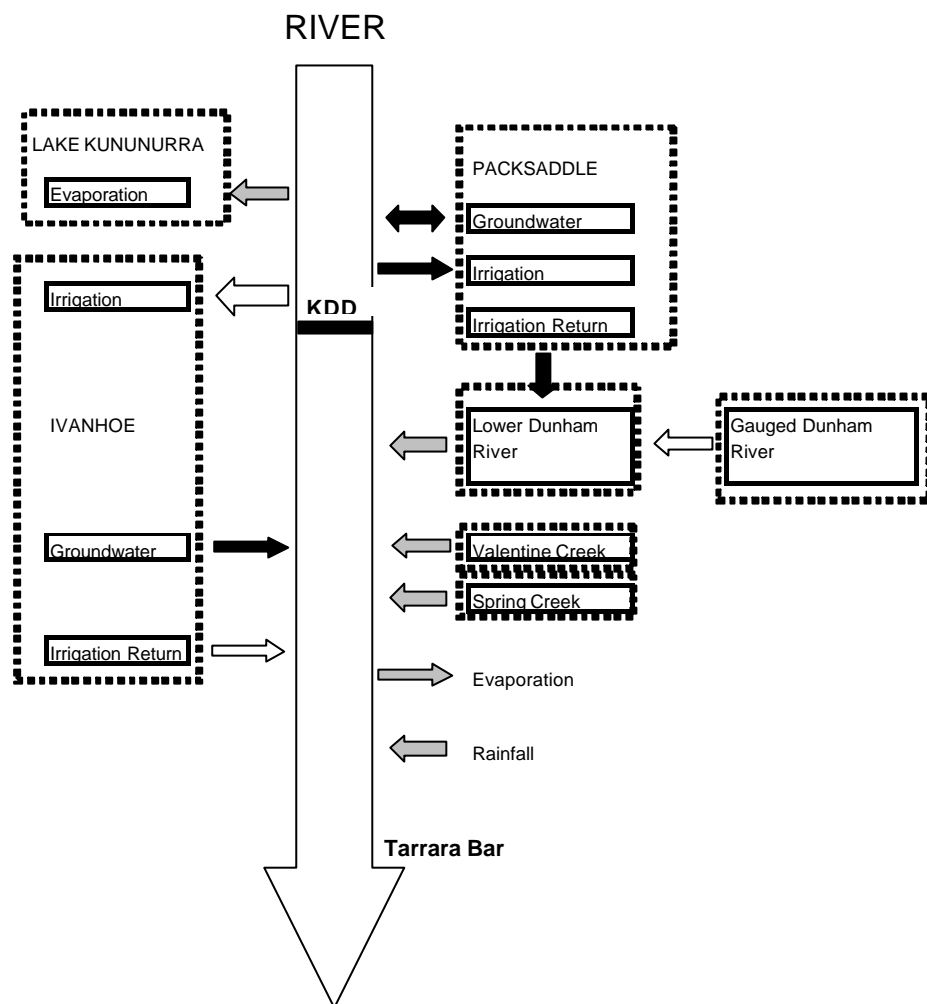 RIVER
LAKE KUNUNURRA
Evaporation
PACKSADDLE
Groundwater
Irrigation
Irrigation Return
Irrigation
KDD
IVANHOE
Lower Dunham
River
Gauged Dunham
River
Groundwater
Valentine Creek
Spring Creek
Irrigation Return
Evaporation
Rainfall
Tarrara Bar